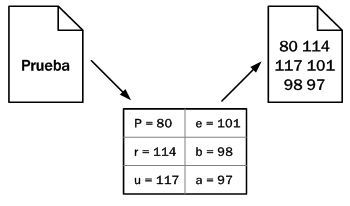 Prueba
P = 80 e = 101
r = 114 b = 98
u = 117 a = 97
80 114
117 101
98 97